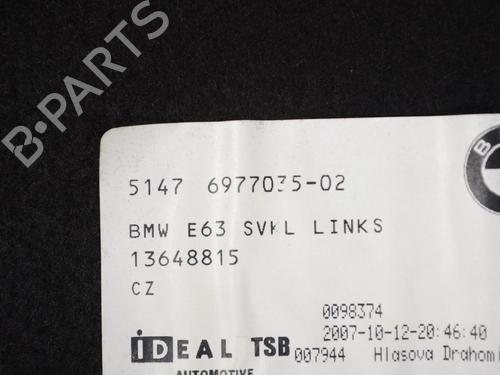 B-PARTS
B
5147 6977035-02
BMW E63 SVKL LINKS
13648815
CZ
0098374
iDEAL TSB 2007-10-12-20:46:40
007944 Hlasova Drahomi
AUTOMOTIVE